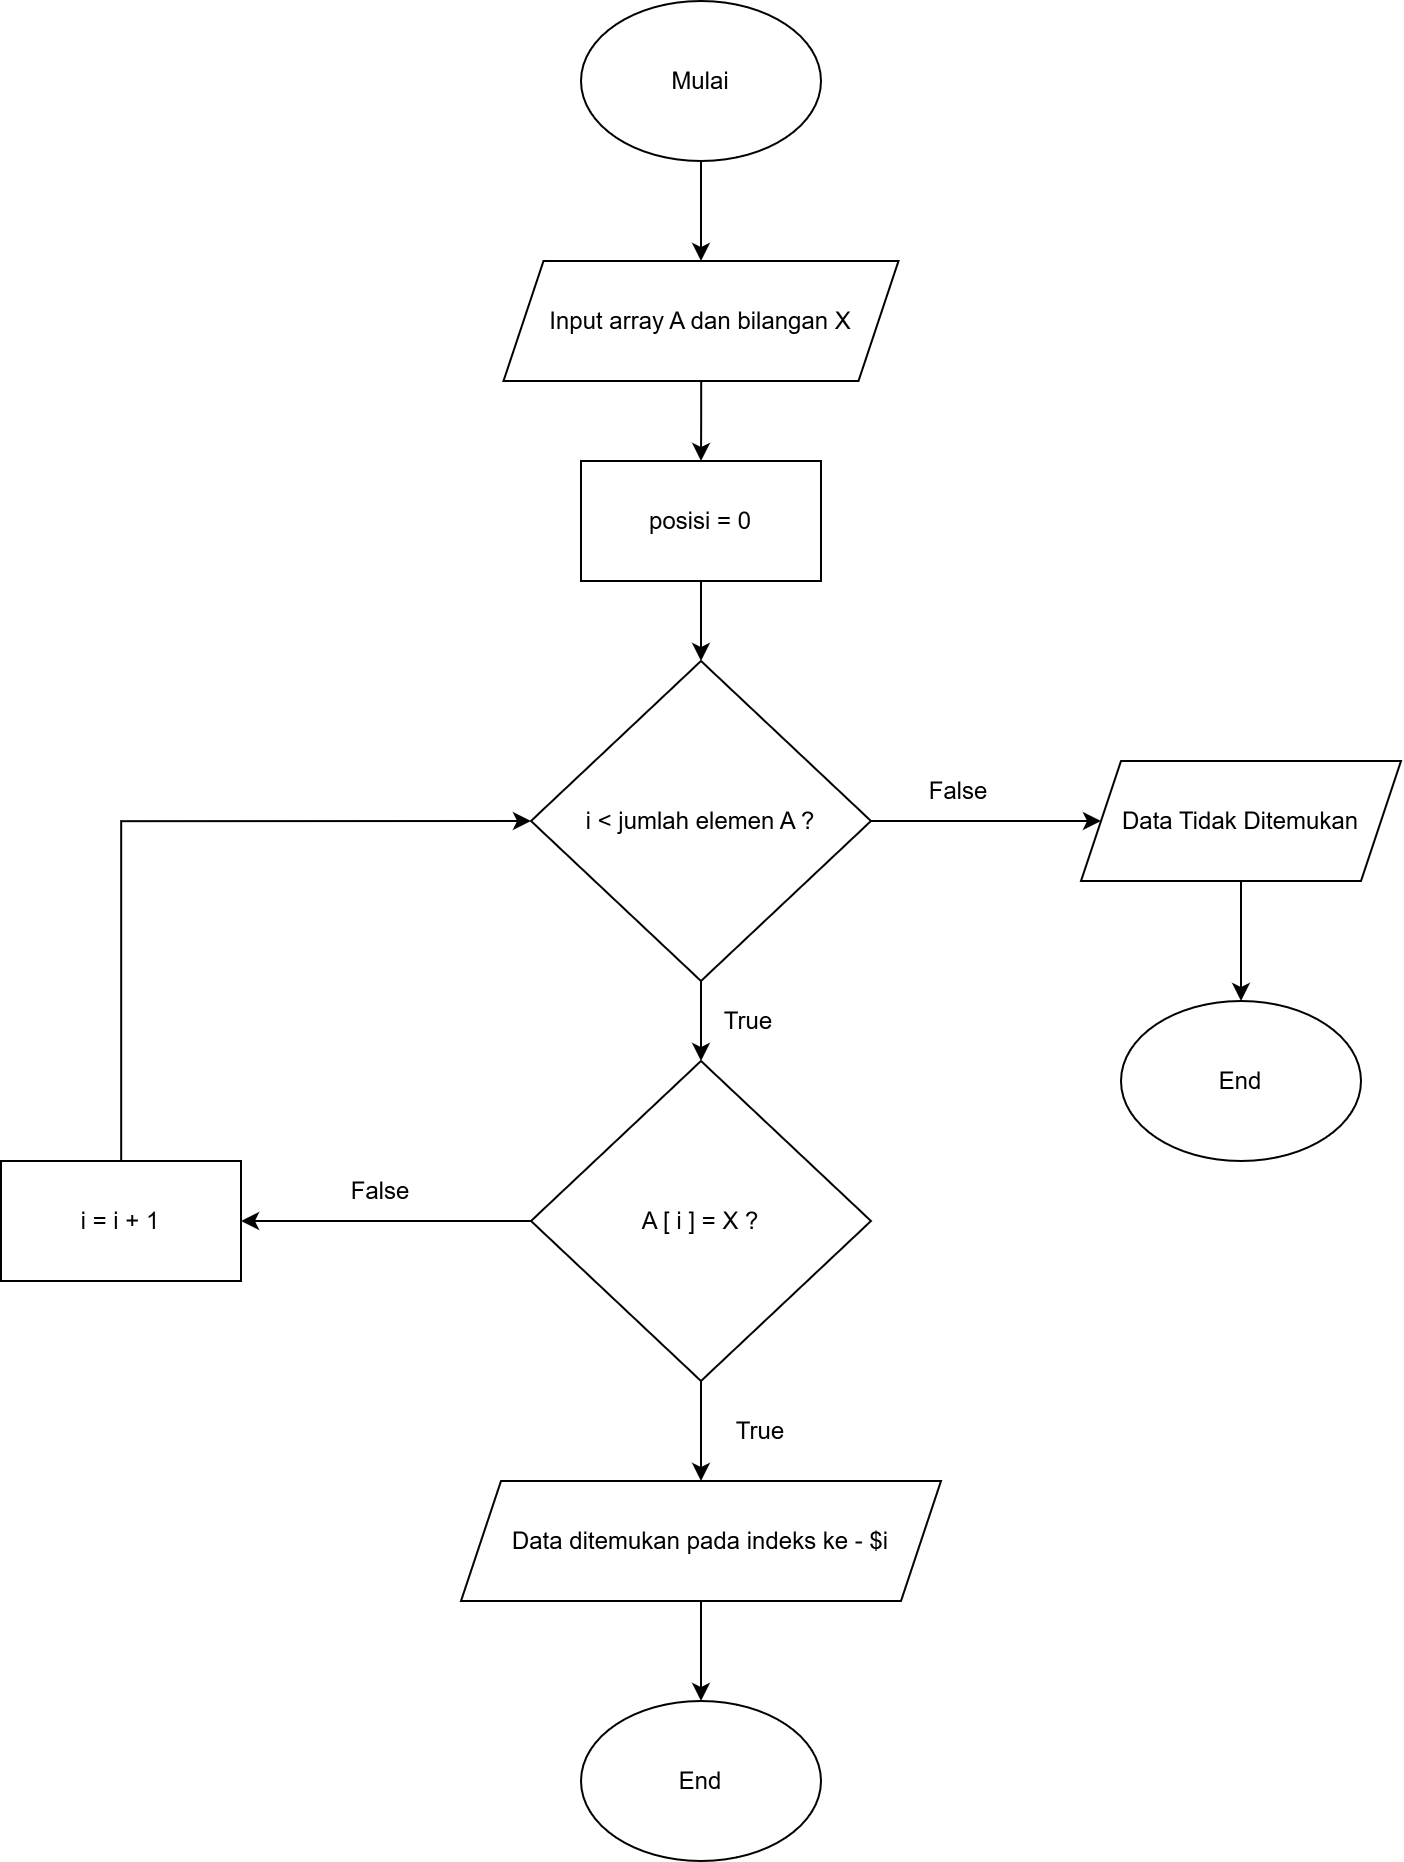 Mulai
Input array A dan bilangan X
posisi = 0
i < jumlah elemen A ?
False
Data Tidak Ditemukan
True
End
False
i = i + 1
A [ i ] = X ?
True
Data ditemukan pada indeks ke - $i
End